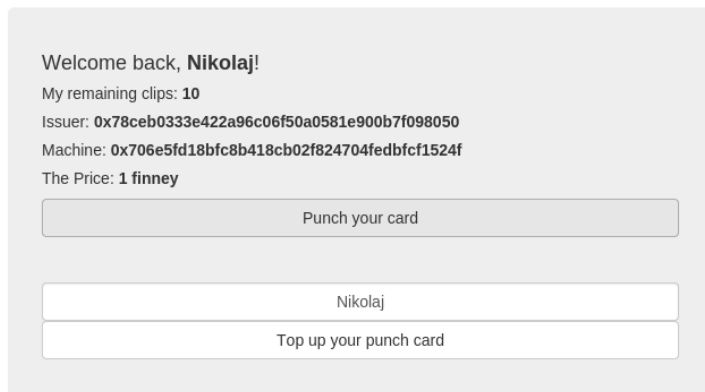 Welcome back, Nikolaj!
My remaining clips: 10
Issuer: 0x78ceb0333e422a96c06f50a0581e900b7f098050
Machine: 0x706e5fd18bfc8b418cb02f824704fedbfcf1524f
The Price: 1 finney
Punch your card
Nikolaj
Top up your punch card